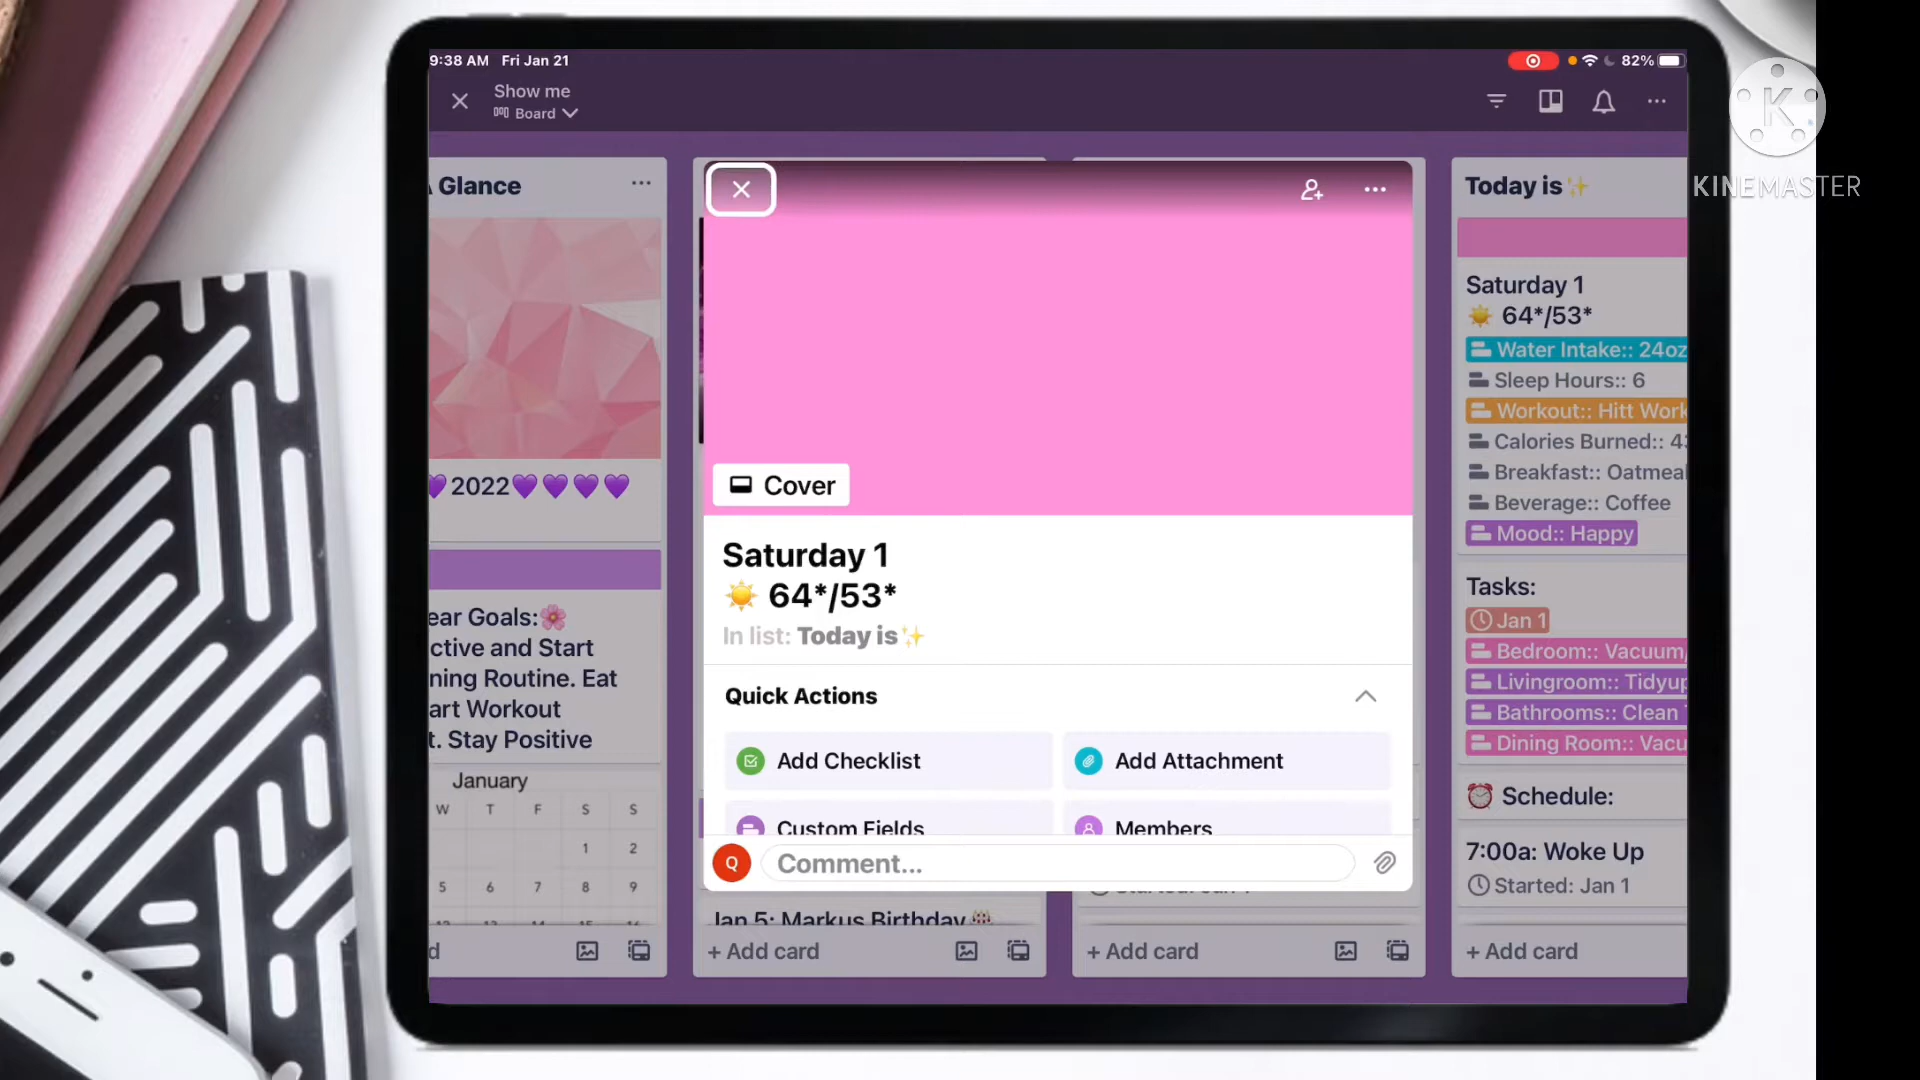 9:38 AM Fri Jan 21
82%
Show me
Board
Glance
2022
ear Goals:🌸
ctive and Start
ning Routine. Eat
art Workout
t. Stay Positive
January
W T F S S
1 2
5 6 7 8 9
Jan 5: Markus Birthday
+ Add card
+ Add card
+ Add card
Cover
Saturday 1
☀️ 64*/53*
In list: Today is✨
Quick Actions
Add Checklist
Add Attachment
Custom Fields
Members
Q
Comment...
Today is✨
Saturday 1
☀️ 64*/53*
Water Intake:: 24oz
Sleep Hours:: 6
Workout:: Hitt Work
Calories Burned:: 4
Breakfast:: Oatmeal
Beverage:: Coffee
Mood:: Happy
Tasks:
Jan 1
Bedroom:: Vacuum/
Livingroom:: Tidyup
Bathrooms:: Clean
Dining Room:: Vacu
⏰ Schedule:
7:00a: Woke Up
Started: Jan 1
K
KINEMASTER